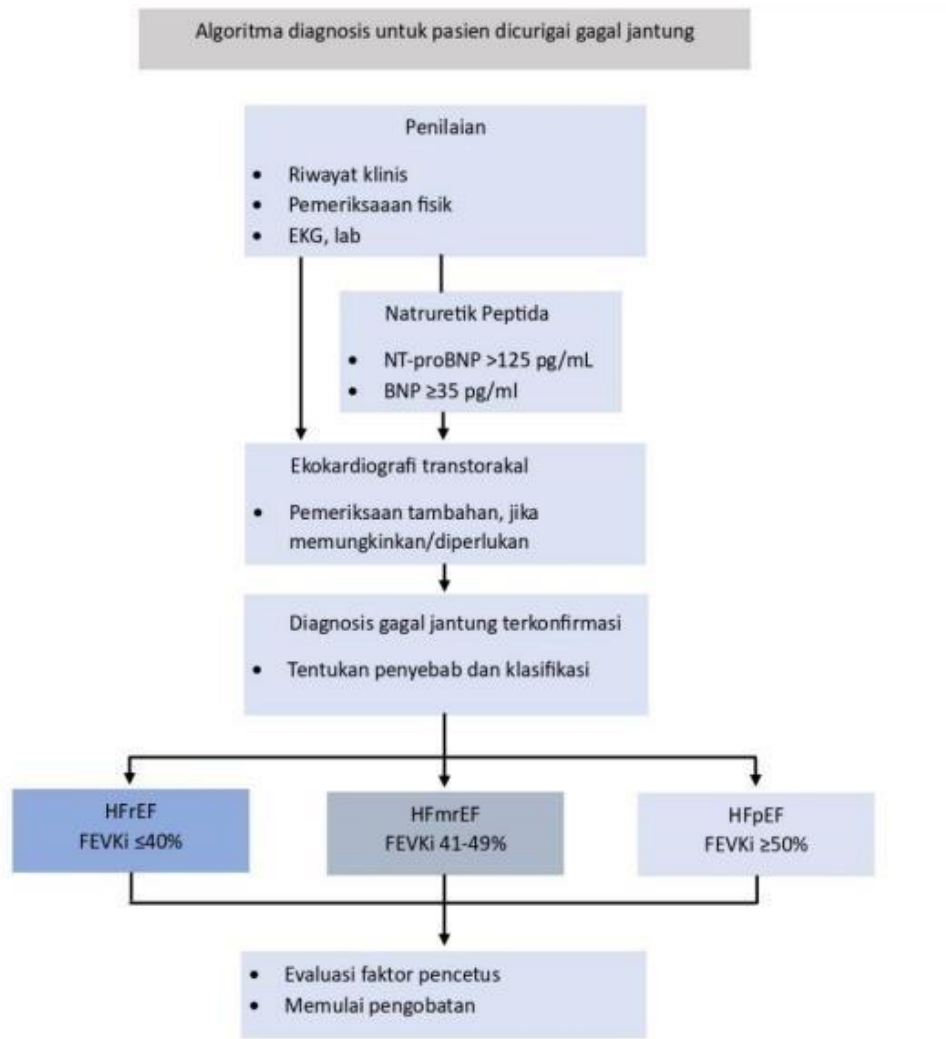 Algoritma diagnosis untuk pasien dicurigai gagal jantung
Penilaian
• Riwayat klinis
• Pemeriksaaan fisik
• EKG, lab
Natruretik Peptida
• NT-proBNP >125 pg/mL
• BNP ≥35 pg/ml
Ekokardiografi transtorakal
• Pemeriksaan tambahan, jika
memungkinkan/diperlukan
Diagnosis gagal jantung terkonfirmasi
• Tentukan penyebab dan klasifikasi
HFrEF
FEVKi ≤40%
HFmrEF
FEVKi 41-49%
HFpEF
FEVKi ≥50%
• Evaluasi faktor pencetus
• Memulai pengobatan